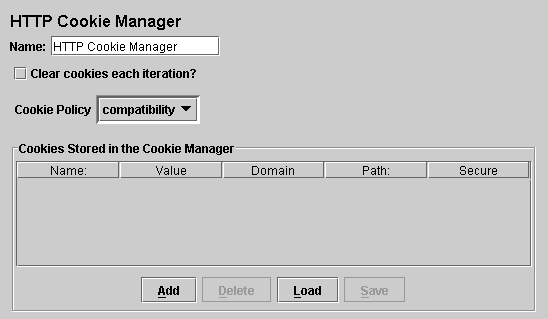 HTTP Cookie Manager
Name: HTTP Cookie Manager
Clear cookies each iteration?
Cookie Policy compatibility
Cookies Stored in the Cookie Manager
Name: Value Domain Path: Secure
Add Delete Load Save